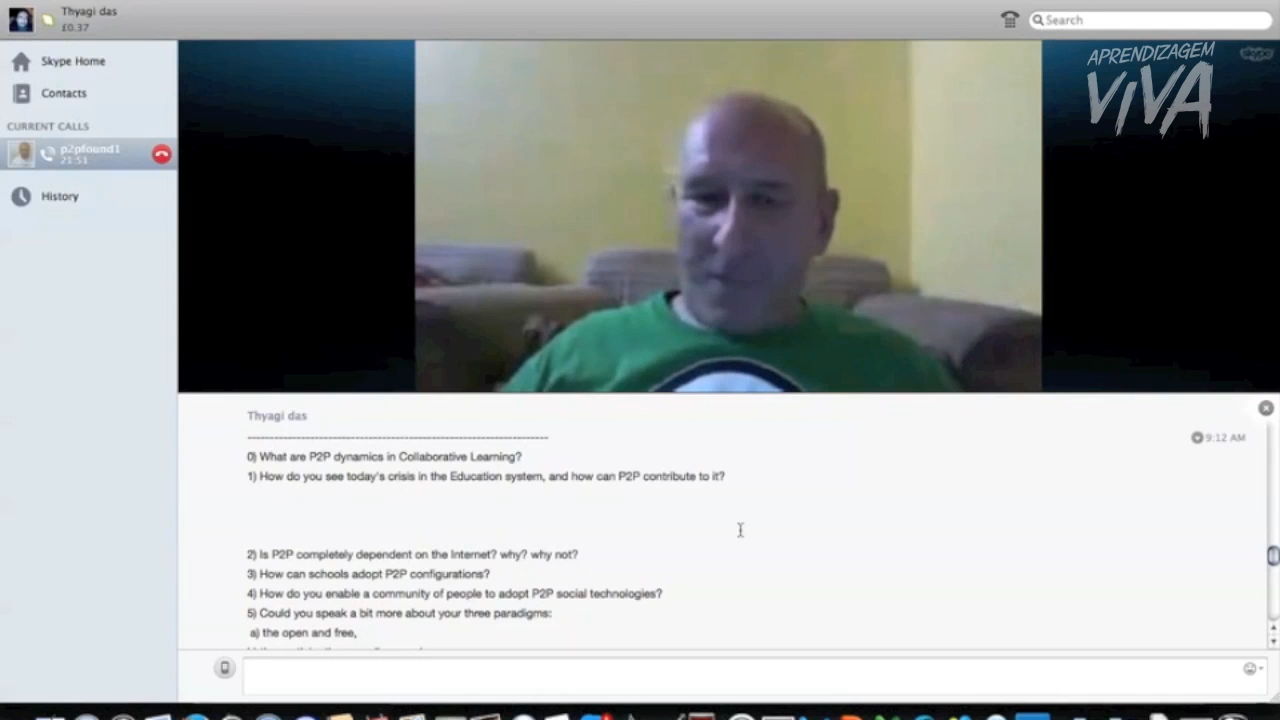 Thyagi das
£0.37
Search
Skype Home
Contacts
CURRENT CALLS
p2pfound1
21:51
History
APRENDIZAGEM
VIVA
skype
Thyagi das
9:12 AM
0) What are P2P dynamics in Collaborative Learning?
1) How do you see today's crisis in the Education system, and how can P2P contribute to it?
2) Is P2P completely dependent on the Internet? why? why not?
3) How can schools adopt P2P configurations?
4) How do you enable a community of people to adopt P2P social technologies?
5) Could you speak a bit more about your three paradigms:
a) the open and free,